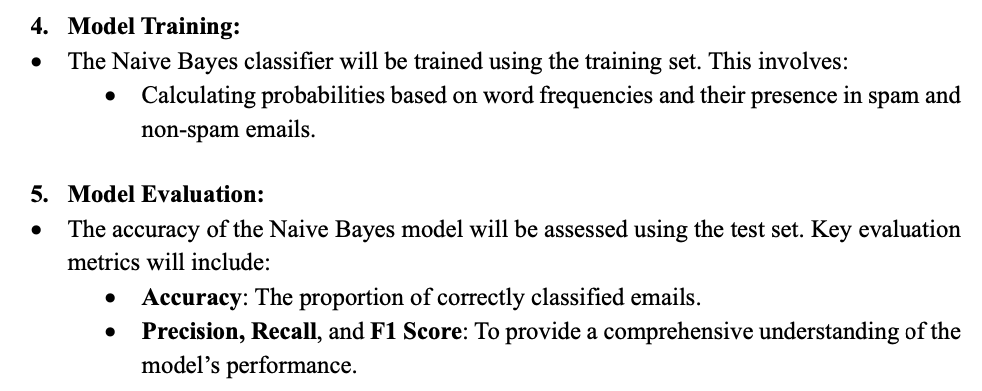 4. Model Training:
• The Naive Bayes classifier will be trained using the training set. This involves:
• Calculating probabilities based on word frequencies and their presence in spam and
non-spam emails.
5. Model Evaluation:
• The accuracy of the Naive Bayes model will be assessed using the test set. Key evaluation
metrics will include:
• Accuracy: The proportion of correctly classified emails.
• Precision, Recall, and F1 Score: To provide a comprehensive understanding of the
model’s performance.